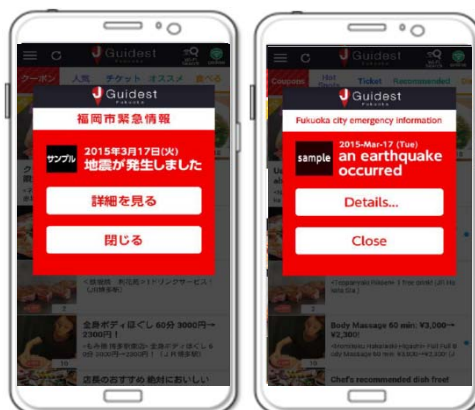 J Guidest
Fukuoka
クーポン 人気 チケット オススメ 食べる
J Guidest
Fukuoka
福岡市緊急情報
サンプル
2015年3月17日(火)
地震が発生しました
詳細を見る
閉じる
全身ボディほぐし 60分 3000円→
2300円!
店長のおすすめ 絶対においしい
J Guidest
Fukuoka
Coupons Ticket Recommended
J Guidest
Fukuoka
Fukuoka city emergency information
sample
2015-Mar-17 (Tue)
an earthquake
occurred
Details...
Close
Body Massage 60 min: ¥3,000→
¥2,300!
Chef's recommended dish free!